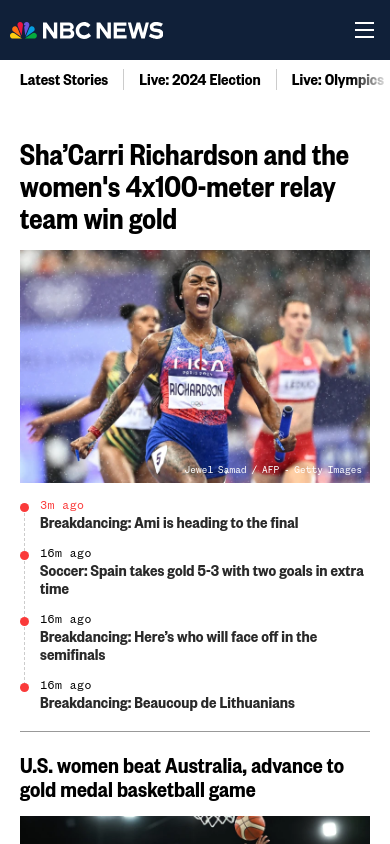 NBC NEWS
Latest Stories
Live: 2024 Election
Live: Olympics
Sha’Carri Richardson and the
women's 4x100-meter relay
team win gold
USA
RICHARDSON
5
Jewel Samad / AFP - Getty Images
3m ago
Breakdancing: Ami is heading to the final
16m ago
Soccer: Spain takes gold 5-3 with two goals in extra
time
16m ago
Breakdancing: Here’s who will face off in the
semifinals
16m ago
Breakdancing: Beaucoup de Lithuanians
U.S. women beat Australia, advance to
gold medal basketball game